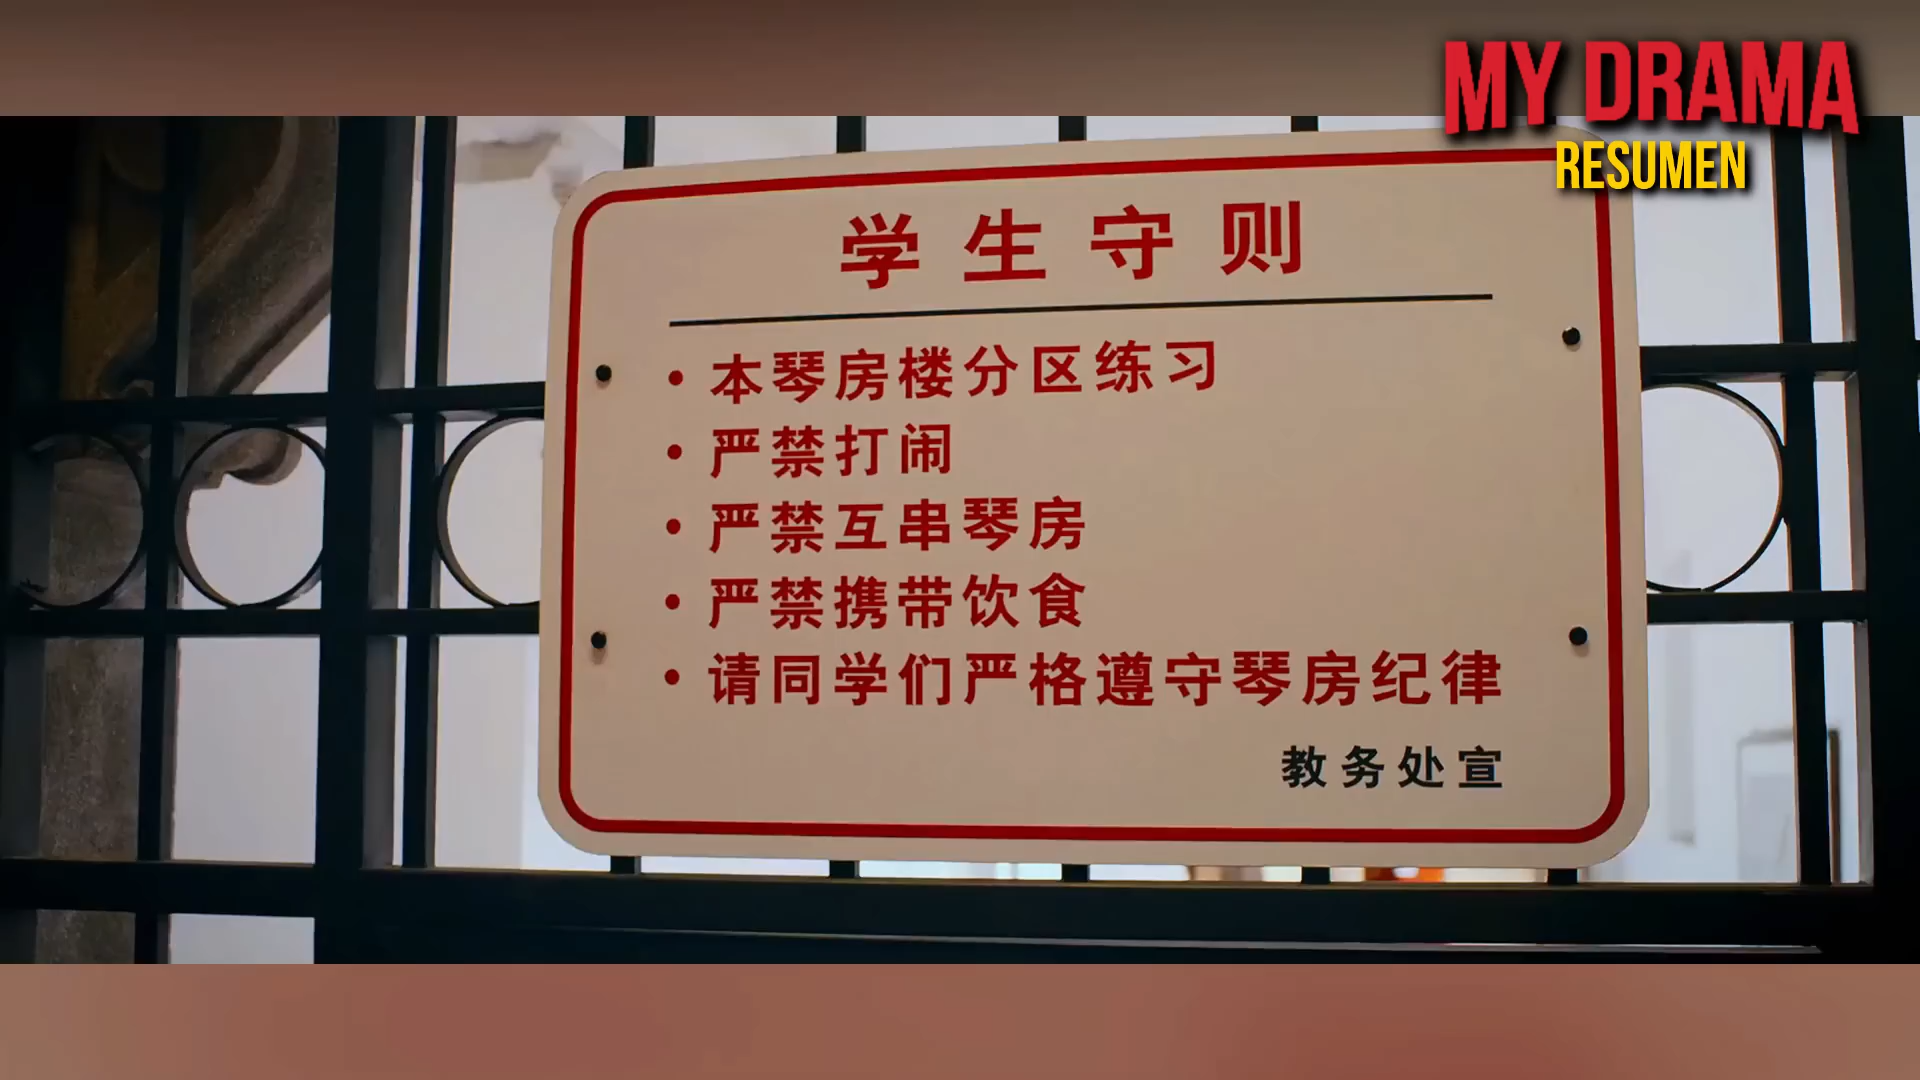 MY DRAMA
RESUMEN
学生守则
• 本琴房楼分区练习
• 严禁打闹
• 严禁互串琴房
• 严禁携带饮食
• 请同学们严格遵守琴房纪律
教务处宣